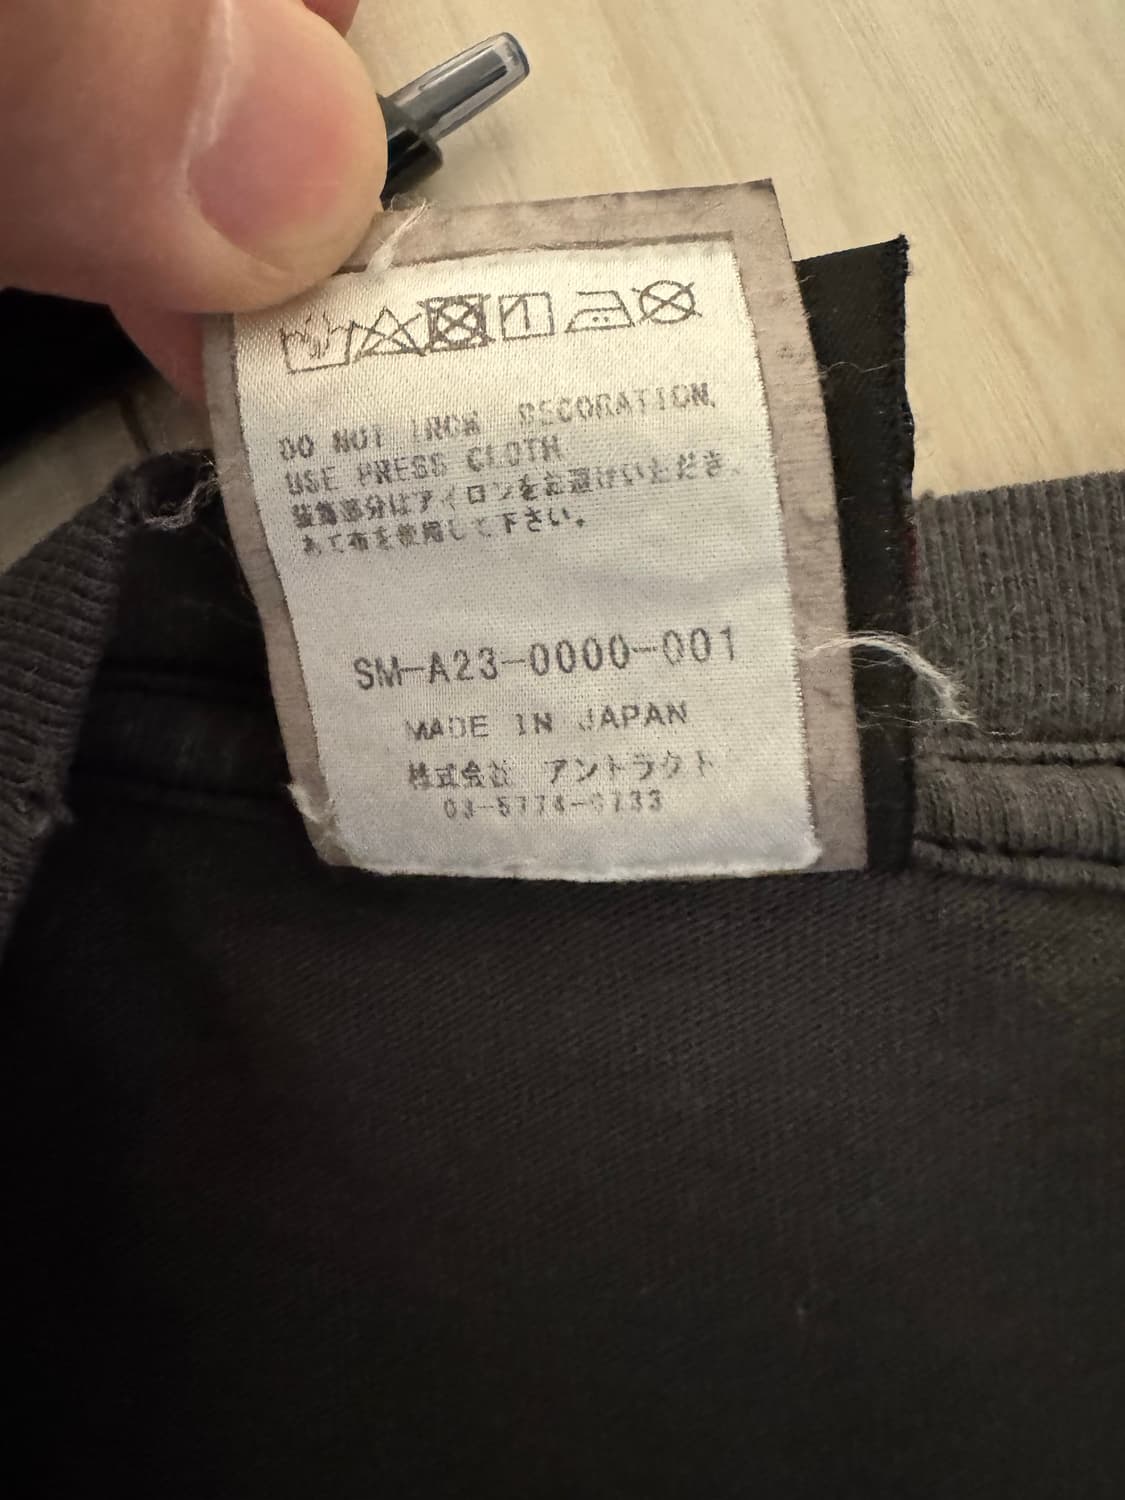 DO NOT IRON DECORATION.
USE PRESS CLOTH
装飾部分はアイロンをお避けいただき、
あて布を使用して下さい。
SM-A23-0000-001
MADE IN JAPAN
株式会社 アントラクト
03-5774-